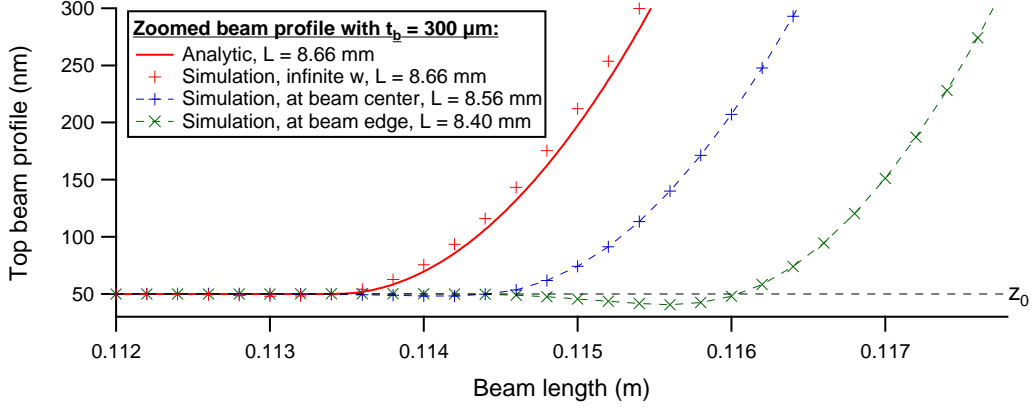 300
250
200
150
100
50
Top beam profile (nm)
Zoomed beam profile with t_b = 300 µm:
Analytic, L = 8.66 mm
Simulation, infinite w, L = 8.66 mm
Simulation, at beam center, L = 8.56 mm
Simulation, at beam edge, L = 8.40 mm
z₀
0.112 0.113 0.114 0.115 0.116 0.117
Beam length (m)